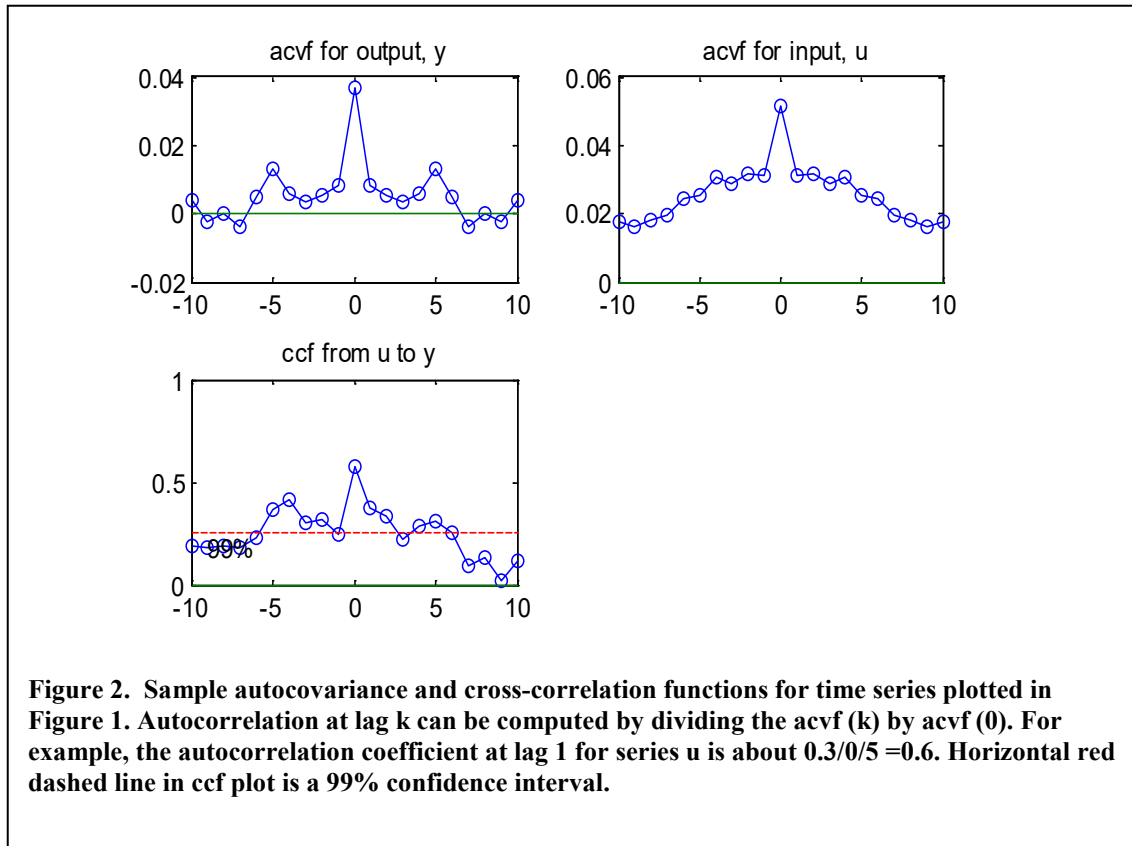 acvf for output, y
0.04
0.02
0
-0.02
-10 -5 0 5 10
acvf for input, u
0.06
0.04
0.02
0
-10 -5 0 5 10
ccf from u to y
1
0.5
0
99%
-10 -5 0 5 10
Figure 2. Sample autocovariance and cross-correlation functions for time series plotted in
Figure 1. Autocorrelation at lag k can be computed by dividing the acvf (k) by acvf (0). For
example, the autocorrelation coefficient at lag 1 for series u is about 0.3/0/5 =0.6. Horizontal red
dashed line in ccf plot is a 99% confidence interval.